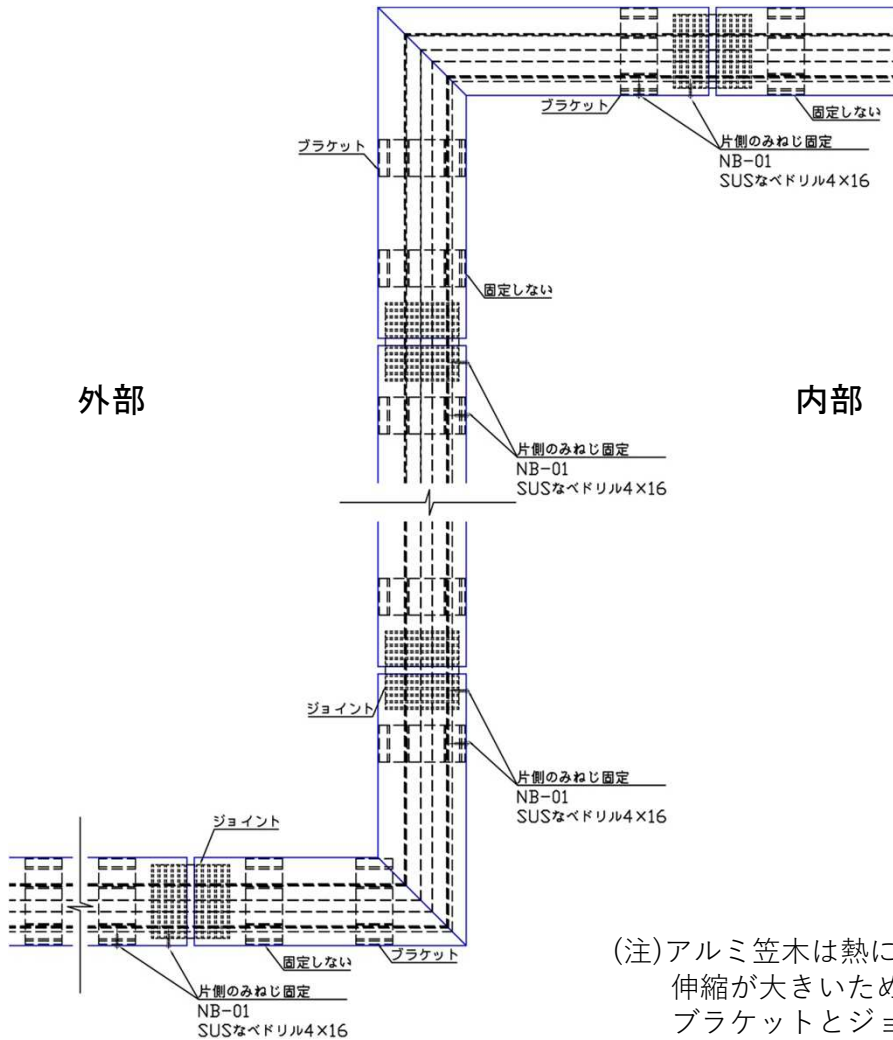 ブラケット
固定しない
片側のみねじ固定
NB-01
SUSなべドリル4×16
ブラケット
固定しない
外部
内部
片側のみねじ固定
NB-01
SUSなべドリル4×16
ジョイント
片側のみねじ固定
NB-01
SUSなべドリル4×16
ジョイント
ブラケット
固定しない
片側のみねじ固定
NB-01
SUSなべドリル4×16
(注)アルミ笠木は熱に
伸縮が大きいため
ブラケットとジョ